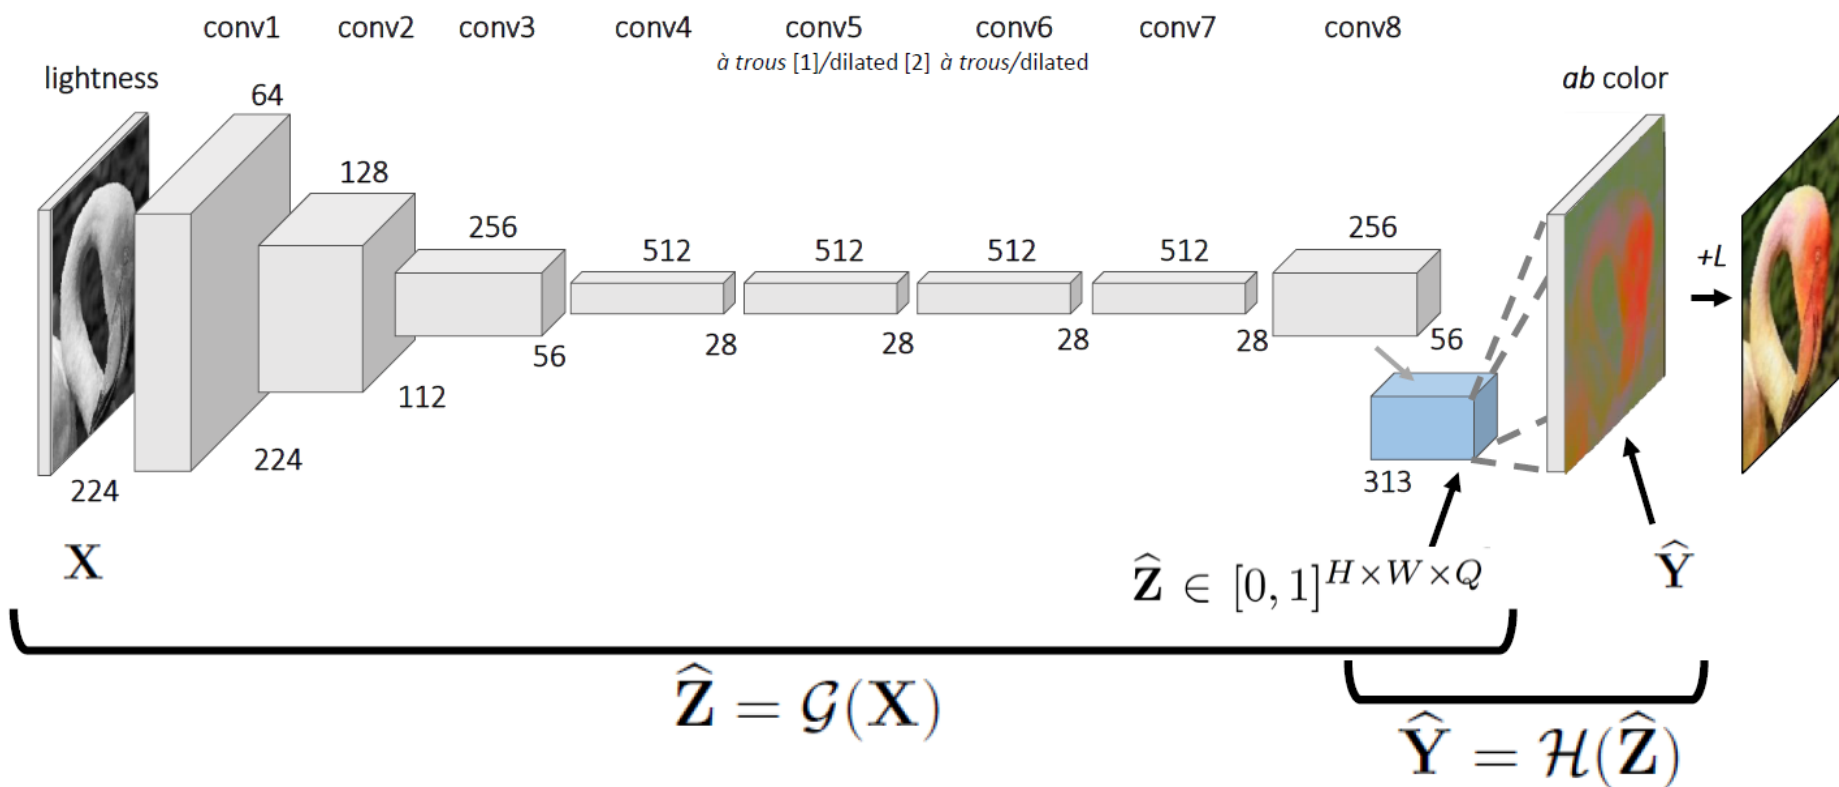 conv1 conv2 conv3 conv4 conv5 conv6 conv7 conv8
à trous [1]/dilated [2] à trous/dilated
lightness ab color
64
128
256 512 512 512 512 256
+L
56 28 28 28 28 56
112
224
224
313
X
Ẑ ∈ [0, 1]^{H×W×Q}
Ŷ
Ẑ = 𝒢(X)
Ŷ = ℋ(Ẑ)